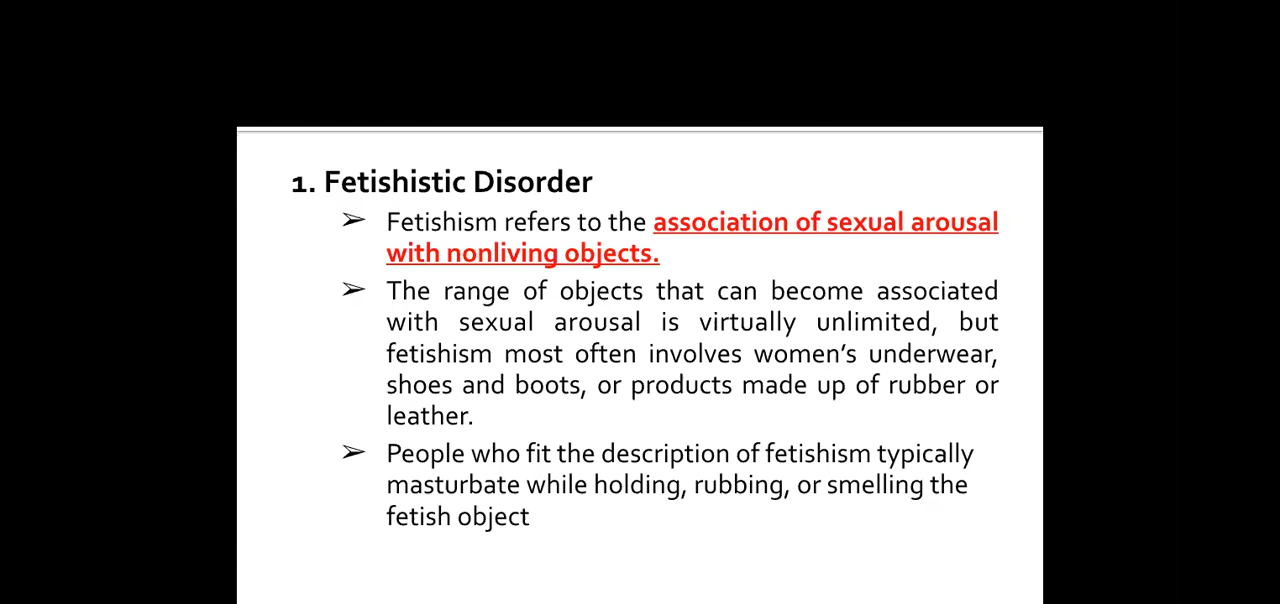 1. Fetishistic Disorder
➢ Fetishism refers to the association of sexual arousal
with nonliving objects.
➢ The range of objects that can become associated
with sexual arousal is virtually unlimited, but
fetishism most often involves women’s underwear,
shoes and boots, or products made up of rubber or
leather.
➢ People who fit the description of fetishism typically
masturbate while holding, rubbing, or smelling the
fetish object